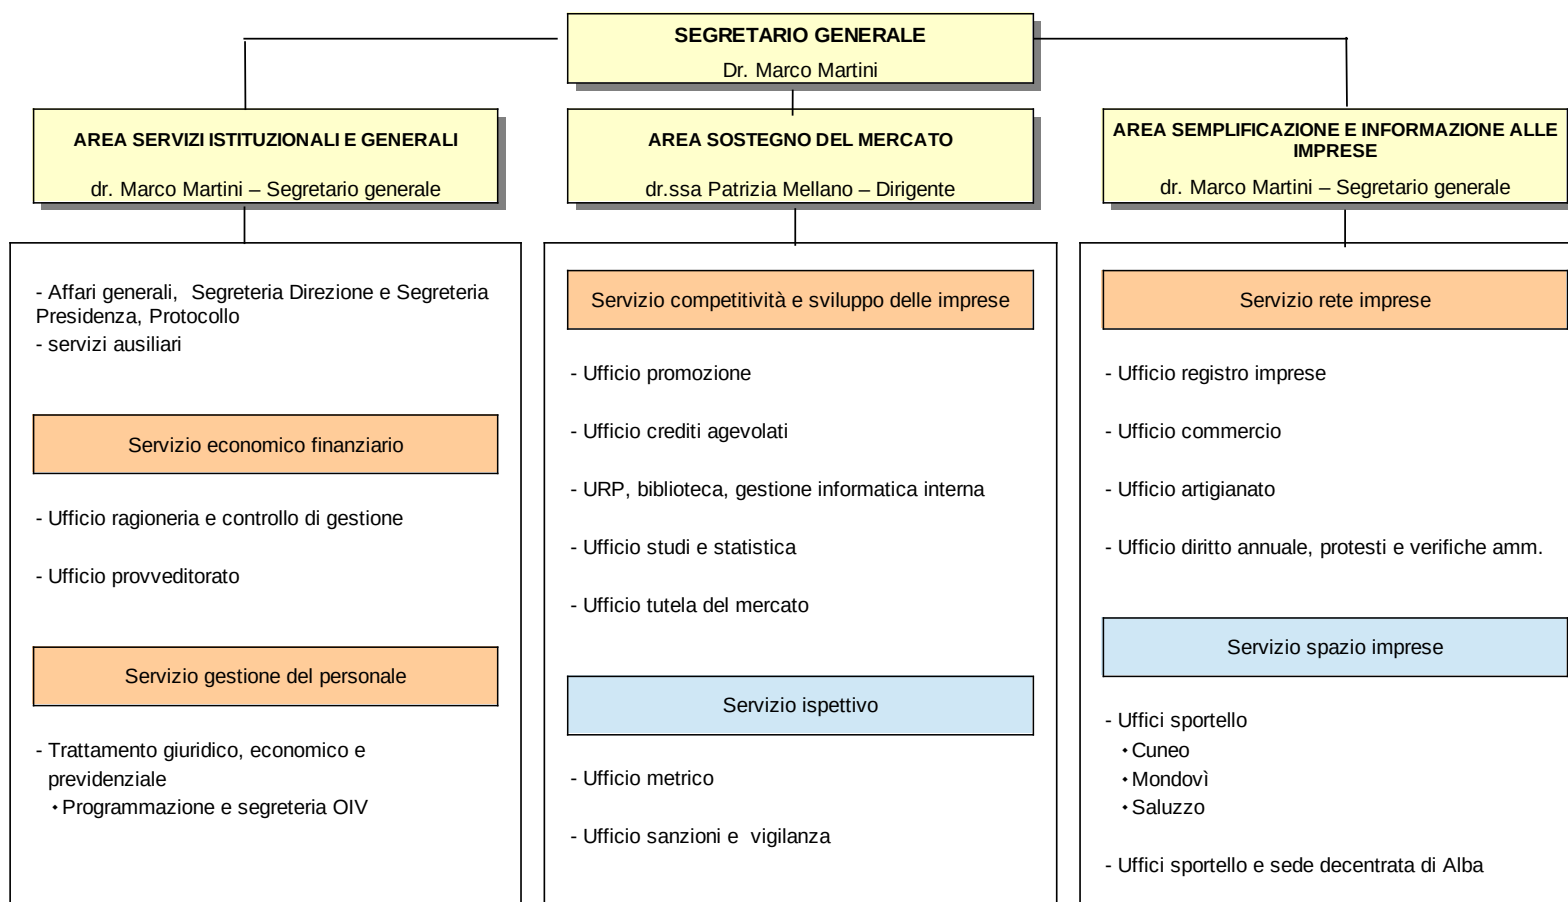 SEGRETARIO GENERALE
Dr. Marco Martini
AREA SERVIZI ISTITUZIONALI E GENERALI
dr. Marco Martini – Segretario generale
AREA SOSTEGNO DEL MERCATO
dr.ssa Patrizia Mellano – Dirigente
AREA SEMPLIFICAZIONE E INFORMAZIONE ALLE
IMPRESE
dr. Marco Martini – Segretario generale
- Affari generali, Segreteria Direzione e Segreteria
Presidenza, Protocollo
- servizi ausiliari
Servizio economico finanziario
- Ufficio ragioneria e controllo di gestione
- Ufficio provveditorato
Servizio gestione del personale
- Trattamento giuridico, economico e
previdenziale
• Programmazione e segreteria OIV
Servizio competitività e sviluppo delle imprese
- Ufficio promozione
- Ufficio crediti agevolati
- URP, biblioteca, gestione informatica interna
- Ufficio studi e statistica
- Ufficio tutela del mercato
Servizio ispettivo
- Ufficio metrico
- Ufficio sanzioni e vigilanza
Servizio rete imprese
- Ufficio registro imprese
- Ufficio commercio
- Ufficio artigianato
- Ufficio diritto annuale, protesti e verifiche amm.
Servizio spazio imprese
- Uffici sportello
• Cuneo
• Mondovì
• Saluzzo
- Uffici sportello e sede decentrata di Alba